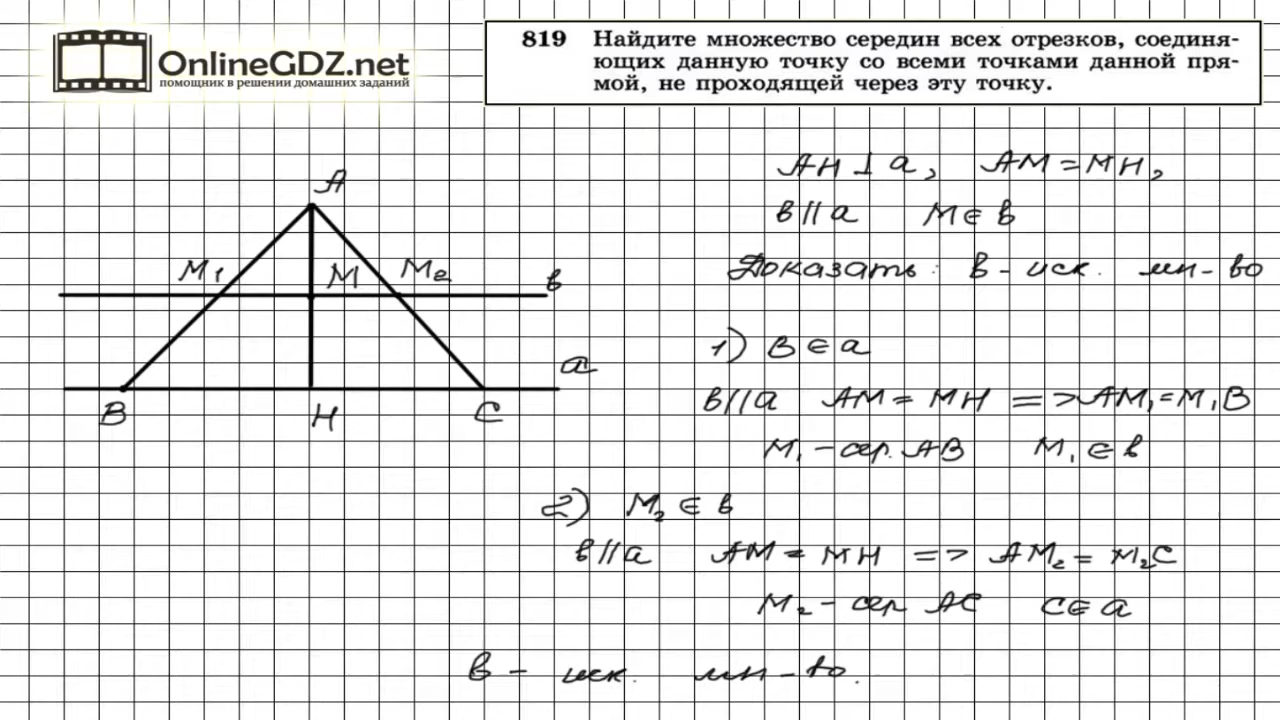 OnlineGDZ.net
помощник в решении домашних заданий
819 Найдите множество середин всех отрезков, соединя-
ющих данную точку со всеми точками данной пря-
мой, не проходящей через эту точку.
A
M₁ M M₂ в
a
B H C
AH ⊥ a, AM = MH,
в || a M ∈ в
Доказать: в - иск. мн-во
1) B ∈ a
в || a AM = MH => AM₁ = M₁B
M₁ - сер. AB M₁ ∈ в
2) M₂ ∈ в
в || a AM = MH => AM₂ = M₂C
M₂ - сер AC C ∈ a
в - иск. мн-во.